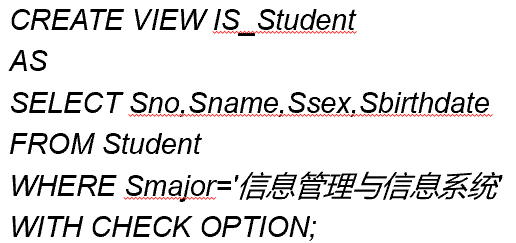 CREATE VIEW IS_Student
AS
SELECT Sno,Sname,Ssex,Sbirthdate
FROM Student
WHERE Smajor='信息管理与信息系统'
WITH CHECK OPTION;